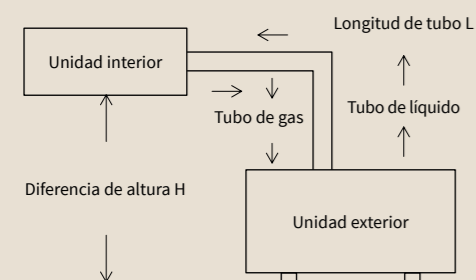 Longitud de tubo L
Unidad interior
Tubo de líquido
Tubo de gas
Diferencia de altura H
Unidad exterior